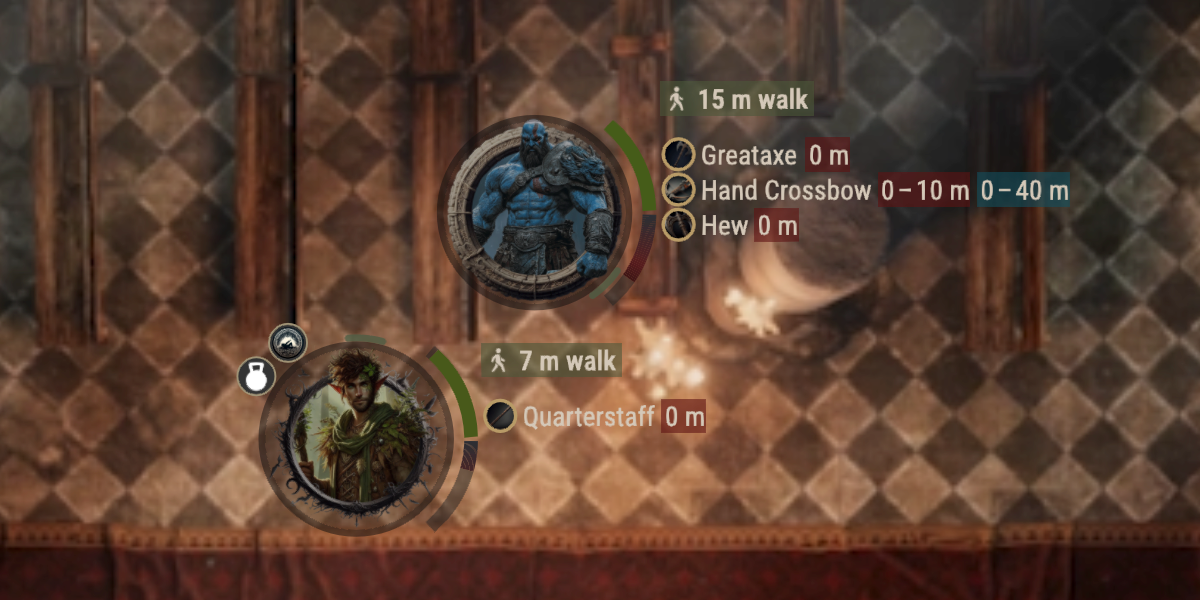 15 m walk
Greataxe 0 m
Hand Crossbow 0–10 m 0–40 m
Hew 0 m
7 m walk
Quarterstaff 0 m